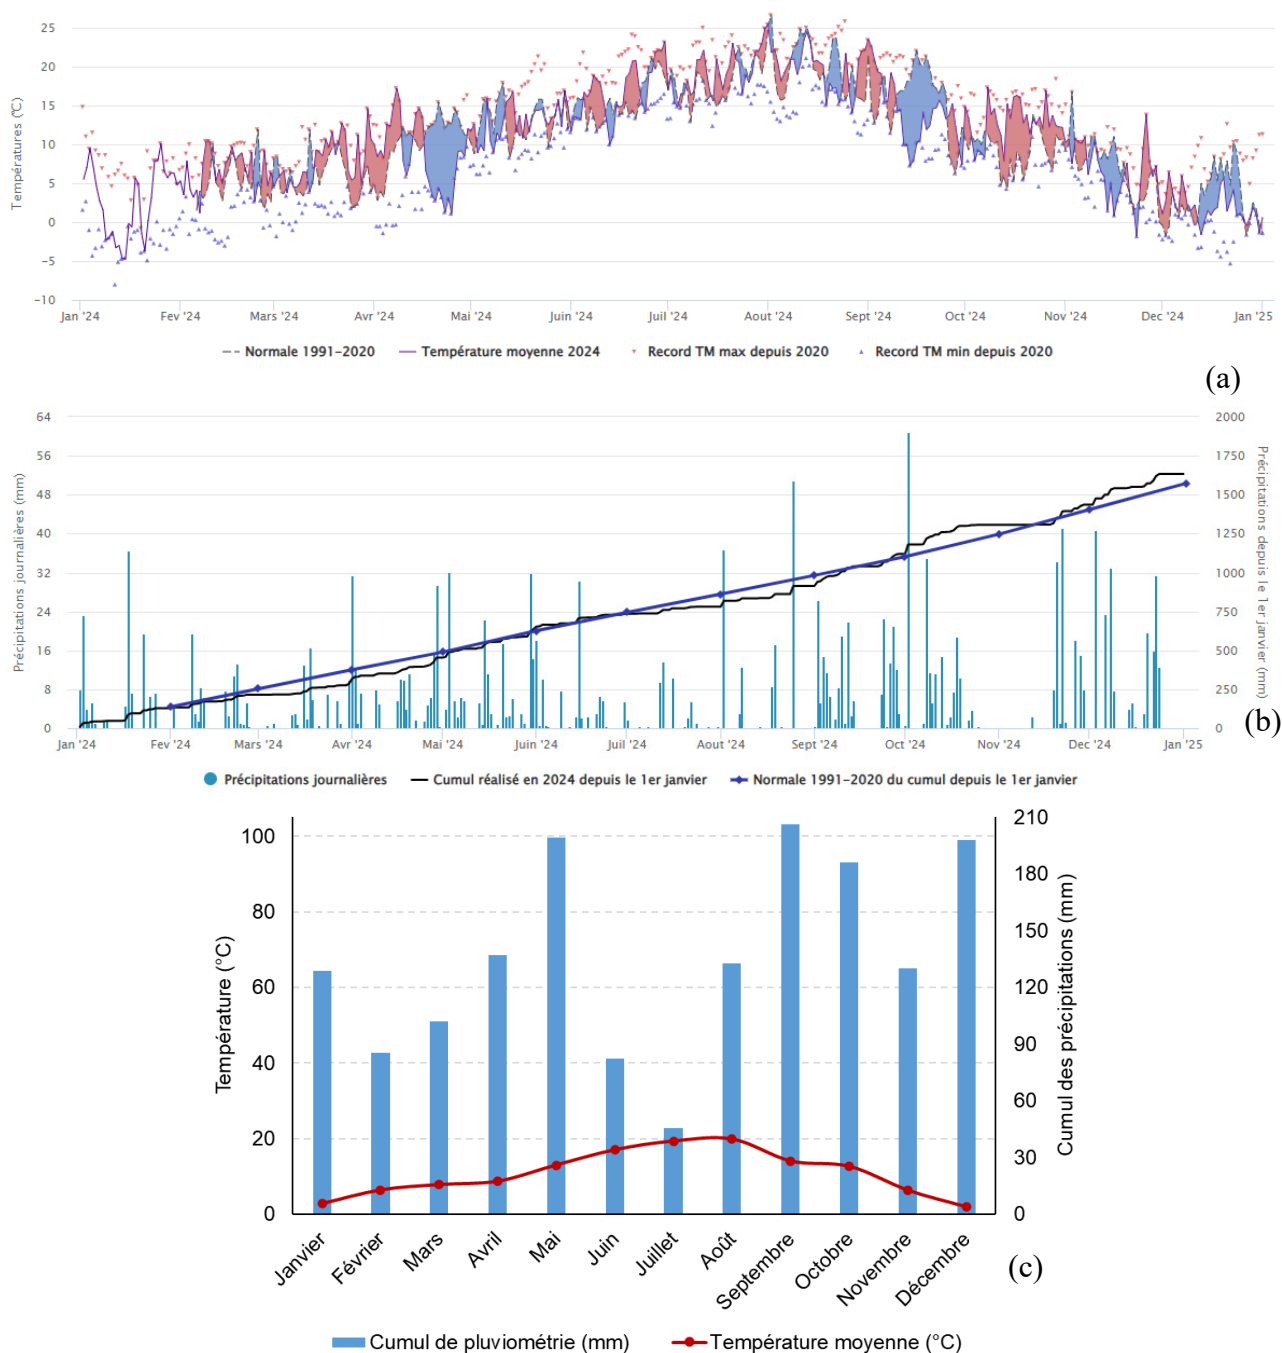 Températures (℃)
25
20
15
10
5
0
−5
−10
Jan '24 Fev '24 Mars '24 Avr '24 Mai '24 Juin '24 Juil '24 Aout '24 Sept '24 Oct '24 Nov '24 Dec '24 Jan '25
Normale 1991−2020 Température moyenne 2024 Record TM max depuis 2020 Record TM min depuis 2020
(a)
Précipitations journalières (mm)
64
56
48
40
32
24
16
8
0
2000
1750
1500
1250
1000
750
500
250
0
Précipitations depuis le 1er janvier (mm)
(b)
Jan '24 Fev '24 Mars '24 Avr '24 Mai '24 Juin '24 Juil '24 Aout '24 Sept '24 Oct '24 Nov '24 Dec '24 Jan '25
Précipitations journalières Cumul réalisé en 2024 depuis le 1er janvier Normale 1991−2020 du cumul depuis le 1er janvier
Température (°C)
100
80
60
40
20
0
210
180
150
120
90
60
30
0
Cumul des précipitations (mm)
Janvier Février Mars Avril Mai Juin Juillet Août Septembre Octobre Novembre Décembre
(c)
Cumul de pluviométrie (mm) Température moyenne (°C)